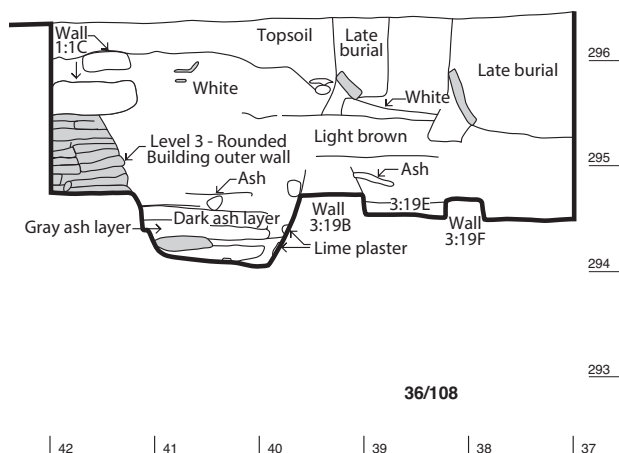 Wall
1:1C
Topsoil
Late
burial
Late burial
296
White
White
Level 3 - Rounded
Building outer wall
Light brown
295
Ash
Ash
Gray ash layer
Dark ash layer
Wall
3:19B
3:19E
Wall
3:19F
Lime plaster
294
293
36/108
42
41
40
39
38
37